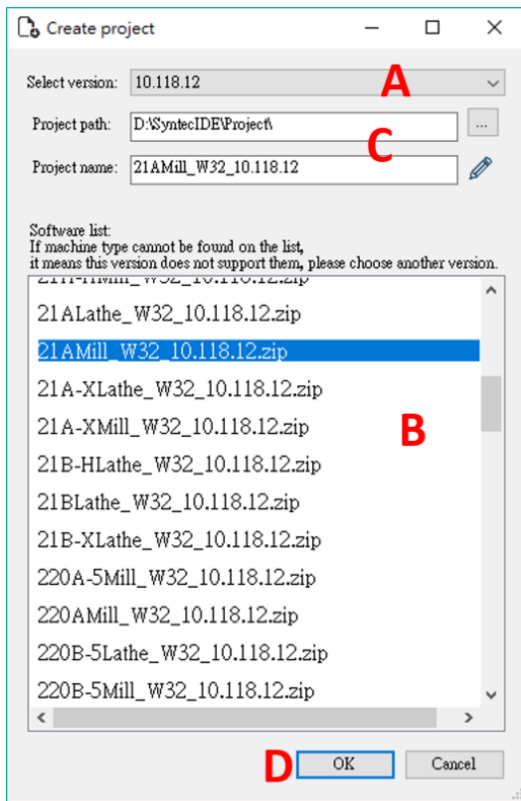 Create project
Select version: 10.118.12 A
Project path: D:\SyntecIDE\Project\ ...
C
Project name: 21AMill_W32_10.118.12
Software list:
If machine type cannot be found on the list,
it means this version does not support them, please choose another version.
21ALathe_W32_10.118.12.zip
21AMill_W32_10.118.12.zip
21A-XLathe_W32_10.118.12.zip
21A-XMill_W32_10.118.12.zip
B
21B-HLathe_W32_10.118.12.zip
21BLathe_W32_10.118.12.zip
21B-XLathe_W32_10.118.12.zip
220A-5Mill_W32_10.118.12.zip
220AMill_W32_10.118.12.zip
220B-5Lathe_W32_10.118.12.zip
220B-5Mill_W32_10.118.12.zip
D OK Cancel